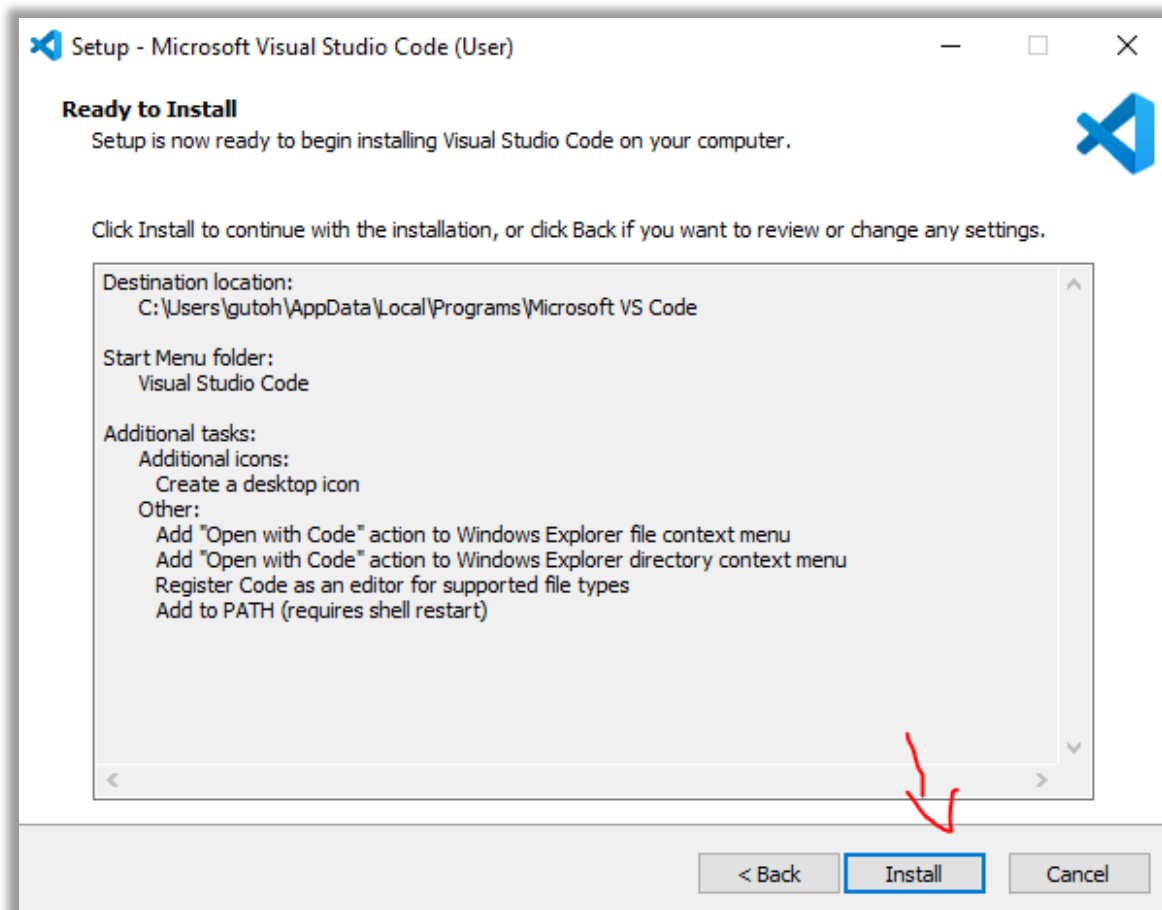 Setup - Microsoft Visual Studio Code (User)
Ready to Install
Setup is now ready to begin installing Visual Studio Code on your computer.
Click Install to continue with the installation, or click Back if you want to review or change any settings.
Destination location:
C:\Users\gutoh\AppData\Local\Programs\Microsoft VS Code
Start Menu folder:
Visual Studio Code
Additional tasks:
Additional icons:
Create a desktop icon
Other:
Add "Open with Code" action to Windows Explorer file context menu
Add "Open with Code" action to Windows Explorer directory context menu
Register Code as an editor for supported file types
Add to PATH (requires shell restart)
< Back Install Cancel